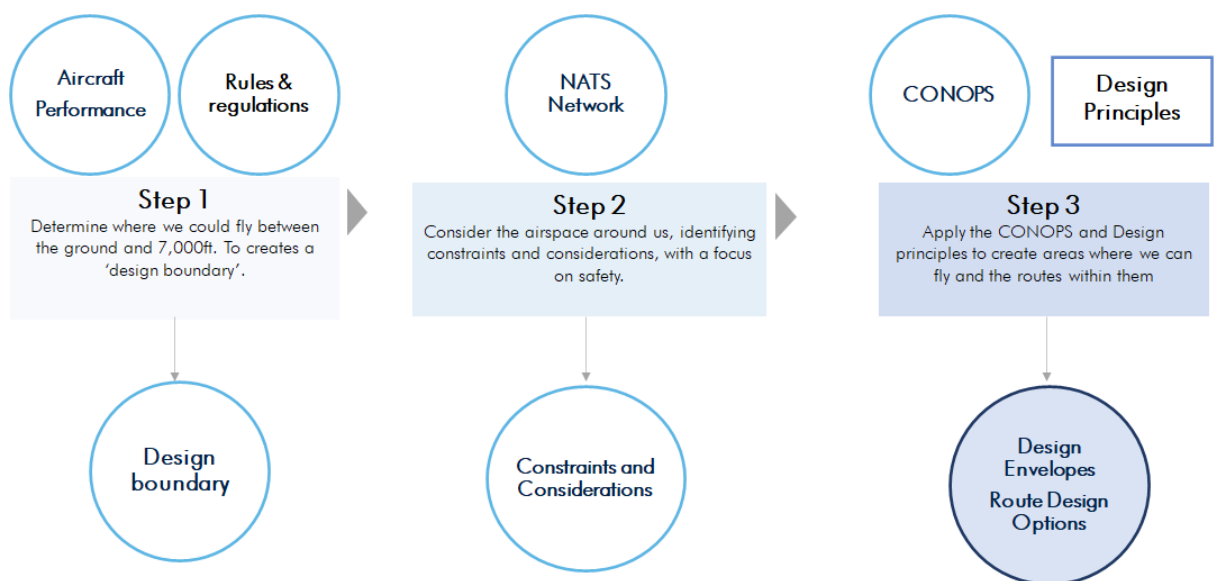 Aircraft
Performance
Rules &
regulations
NATS
Network
CONOPS
Design
Principles
Step 1
Determine where we could fly between
the ground and 7,000ft. To creates a
‘design boundary’.
Step 2
Consider the airspace around us, identifying
constraints and considerations, with a focus
on safety.
Step 3
Apply the CONOPS and Design
principles to create areas where we can
fly and the routes within them
Design
boundary
Constraints and
Considerations
Design
Envelopes
Route Design
Options